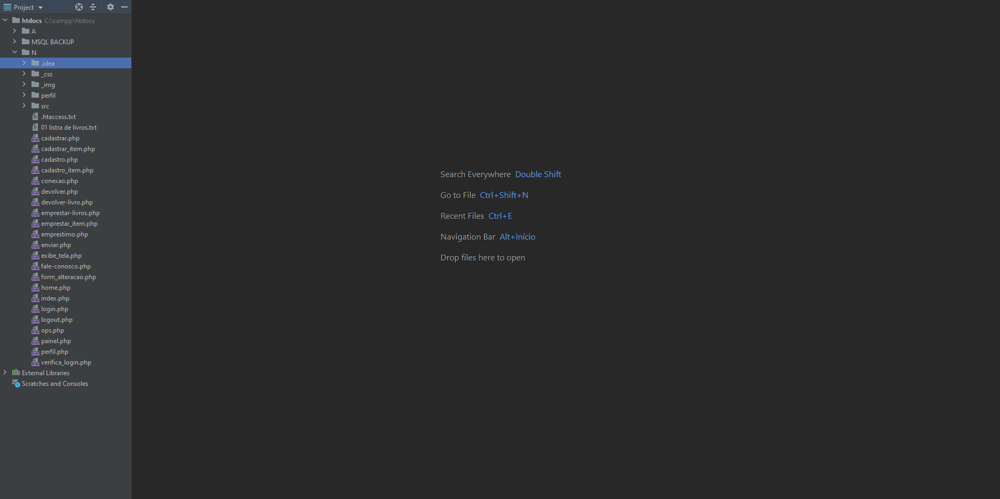 Project
htdocs C:\xampp\htdocs
A
MSQL BACKUP
N
.idea
_css
_img
perfil
src
.htaccess.txt
01 listra de livros.txt
cadastrar.php
cadastrar_item.php
cadastro.php
cadastro_item.php
conexao.php
devolver.php
devolver-livro.php
emprestar-livros.php
emprestar_item.php
emprestimo.php
enviar.php
exibe_tela.php
fale-conosco.php
form_alteracao.php
home.php
index.php
login.php
logout.php
ops.php
painel.php
perfil.php
verifica_login.php
External Libraries
Scratches and Consoles
Search Everywhere Double Shift
Go to File Ctrl+Shift+N
Recent Files Ctrl+E
Navigation Bar Alt+Início
Drop files here to open